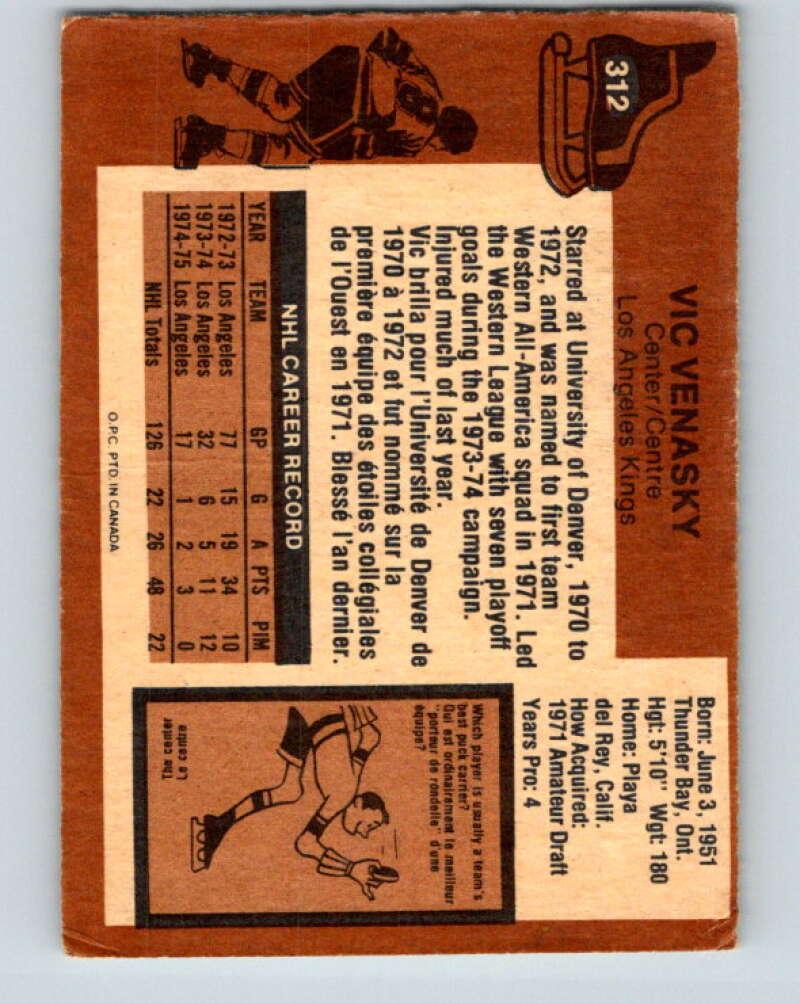 312
VIC VENASKY
Center/Centre
Los Angeles Kings
Starred at University of Denver, 1970 to
1972, and was named to first team
Western All-America squad in 1971. Led
the Western League with seven playoff
goals during the 1973-74 campaign.
Injured much of last year.
Vic brilla pour l'Université de Denver de
1970 à 1972 et fut nommé sur la
première équipe des étoiles collégiales
de l'Ouest en 1971. Blessé l'an dernier.
NHL CAREER RECORD
YEAR TEAM GP G A PTS PIM
1972-73 Los Angeles 77 15 19 34 10
1973-74 Los Angeles 32 6 5 11 12
1974-75 Los Angeles 17 1 2 3 0
NHL Totals 126 22 26 48 22
O.P.C. PTD. IN CANADA
Born: June 3, 1951
Thunder Bay, Ont.
Hgt: 5'10" Wgt: 180
Home: Playa
del Rey, Calif.
How Acquired:
1971 Amateur Draft
Years Pro: 4
Which player is usually a team's
best puck carrier?
Qui est ordinairement le meilleur
"porteur de rondelle" d'une
équipe?
Le centre
The center